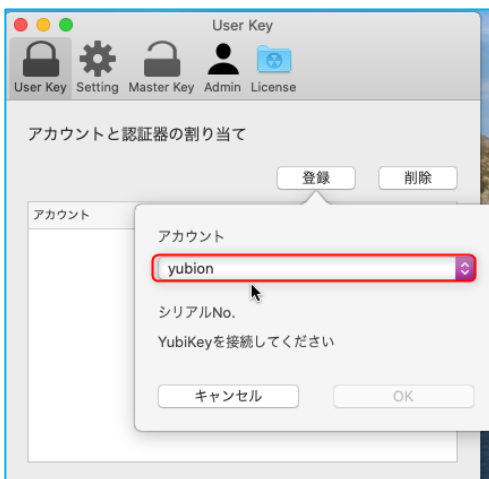 User Key
User Key Setting Master Key Admin License
アカウントと認証器の割り当て
登録 削除
アカウント
アカウント
yubion
シリアルNo.
YubiKeyを接続してください
キャンセル OK